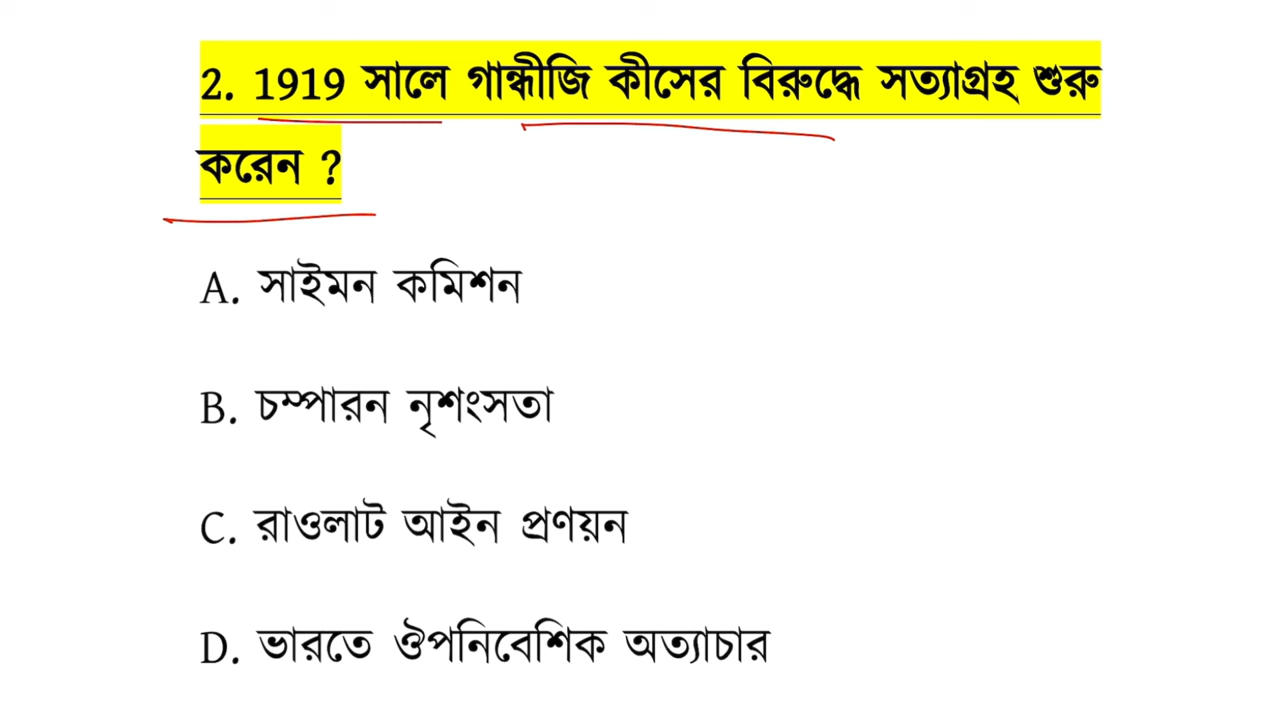 2. 1919 সালে গান্ধীজি কীসের বিরুদ্ধে সত্যাগ্রহ শুরু
করেন ?
A. সাইমন কমিশন
B. চম্পারন নৃশংসতা
C. রাওলাট আইন প্রণয়ন
D. ভারতে ঔপনিবেশিক অত্যাচার